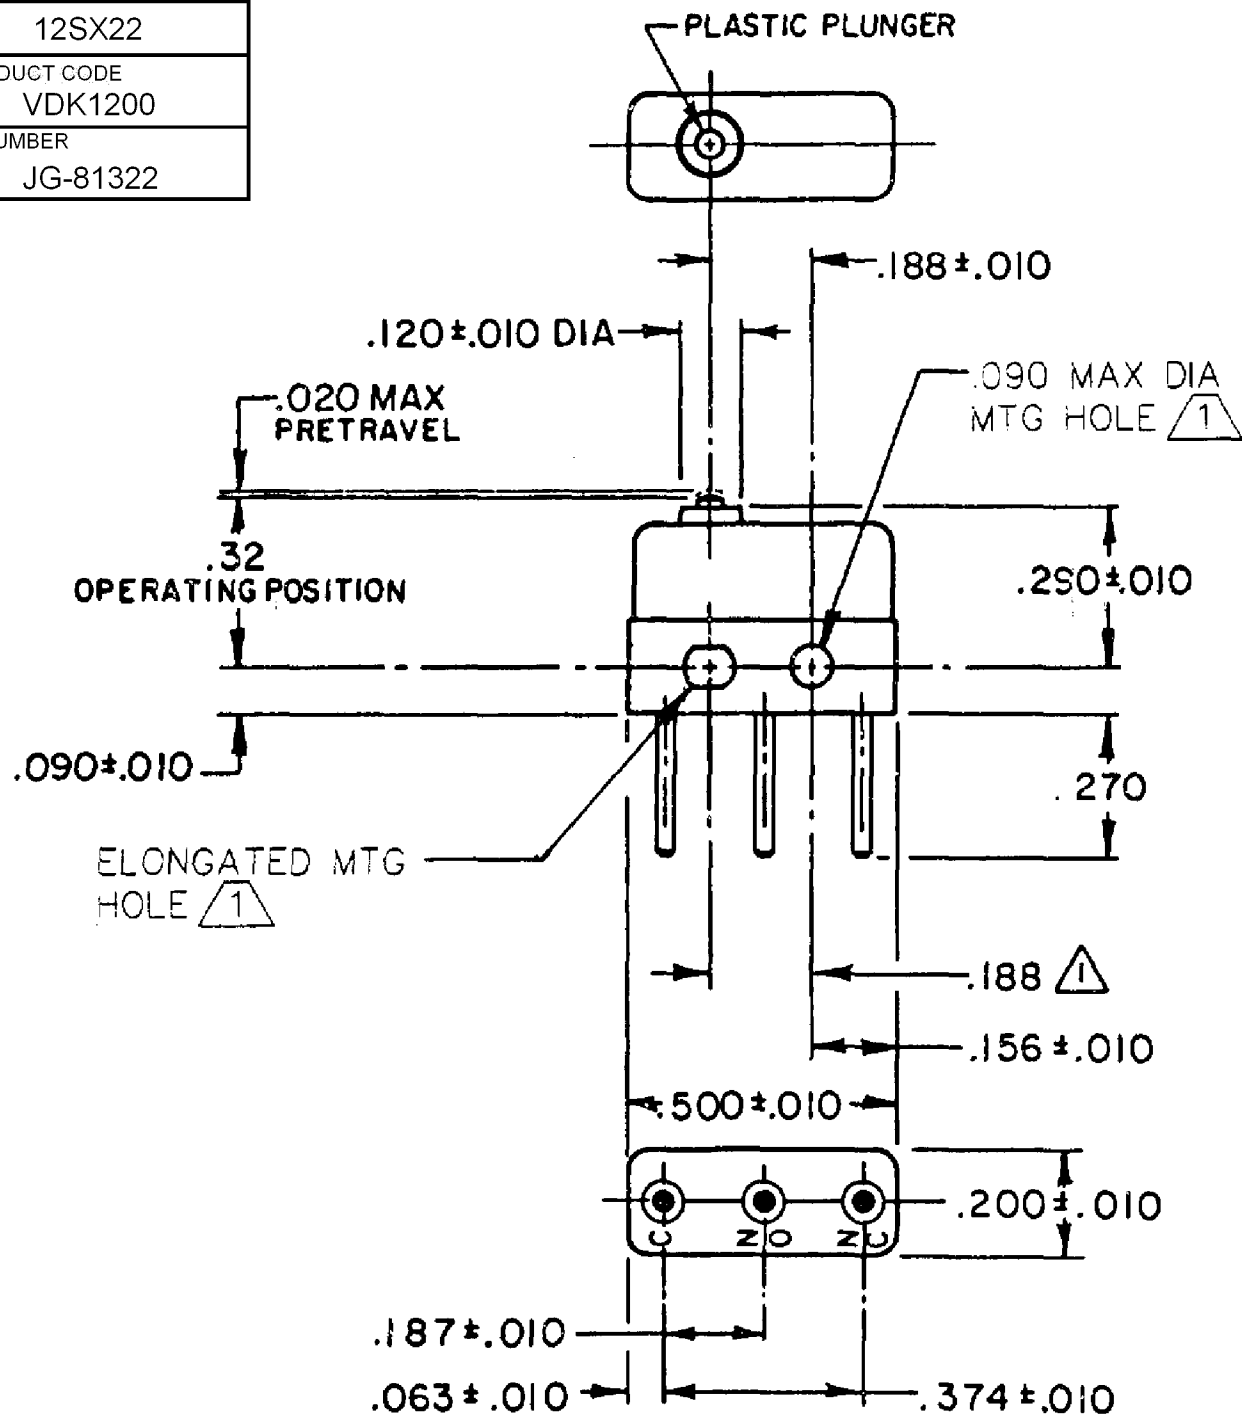 12SX22
DUCT CODE
VDK1200
UMBER
JG-81322
PLASTIC PLUNGER
.188±.010
.120±.010 DIA
.090 MAX DIA
MTG HOLE 1
.020 MAX
PRETRAVEL
.32
OPERATING POSITION
.290±.010
.090±.010
.270
ELONGATED MTG
HOLE 1
.188 1
.156±.010
.500±.010
.200±.010
C NO NC
.187±.010
.063±.010
.374±.010